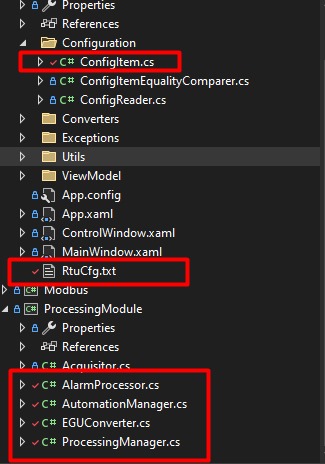 Properties
References
Configuration
C# ConfigItem.cs
C# ConfigItemEqualityComparer.cs
C# ConfigReader.cs
Converters
Exceptions
Utils
ViewModel
App.config
App.xaml
ControlWindow.xaml
MainWindow.xaml
RtuCfg.txt
C# Modbus
C# ProcessingModule
Properties
References
C# Acquisitor.cs
C# AlarmProcessor.cs
C# AutomationManager.cs
C# EGUConverter.cs
C# ProcessingManager.cs